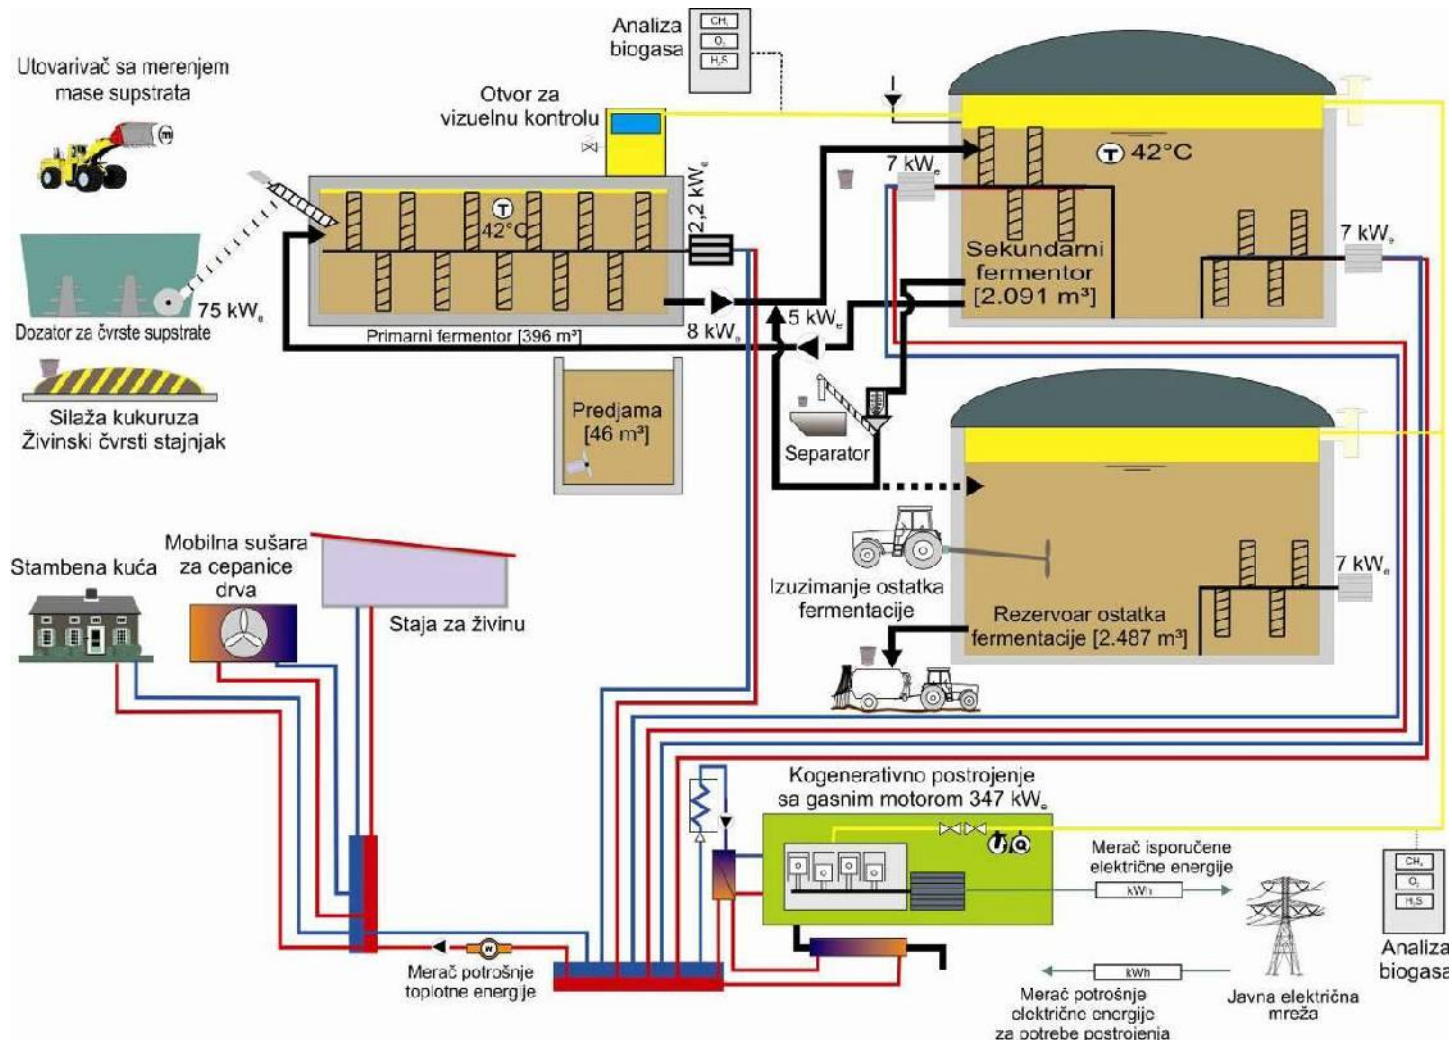 Analiza
biogasa
CH₄
O₂
H₂S
Utovarivač sa merenjem
mase supstrata
m
Otvor za
vizuelnu kontrolu
T 42°C
7 kWₑ
2,2 kWₑ
T
42°C
Sekundarni
fermentor
[2.091 m³]
7 kWₑ
75 kWₑ
Dozator za čvrste supstrate
Primarni fermentor [396 m³]
8 kWₑ
5 kWₑ
Silaža kukuruza
Živinski čvrsti stajnjak
Predjama
[46 m³]
Separator
Stambena kuća
Mobilna sušara
za cepanice
drva
Staja za živinu
Izuzimanje ostatka
fermentacije
7 kWₑ
Rezervoar ostatka
fermentacije [2.487 m³]
Kogenerativno postrojenje
sa gasnim motorom 347 kWₑ
Q
Merač isporučene
električne energije
kWh
CH₄
O₂
H₂S
Analiza
biogasa
W
Merač potrošnje
toplotne energije
kWh
Merač potrošnje
električne energije
za potrebe postrojenja
Javna električna
mreža